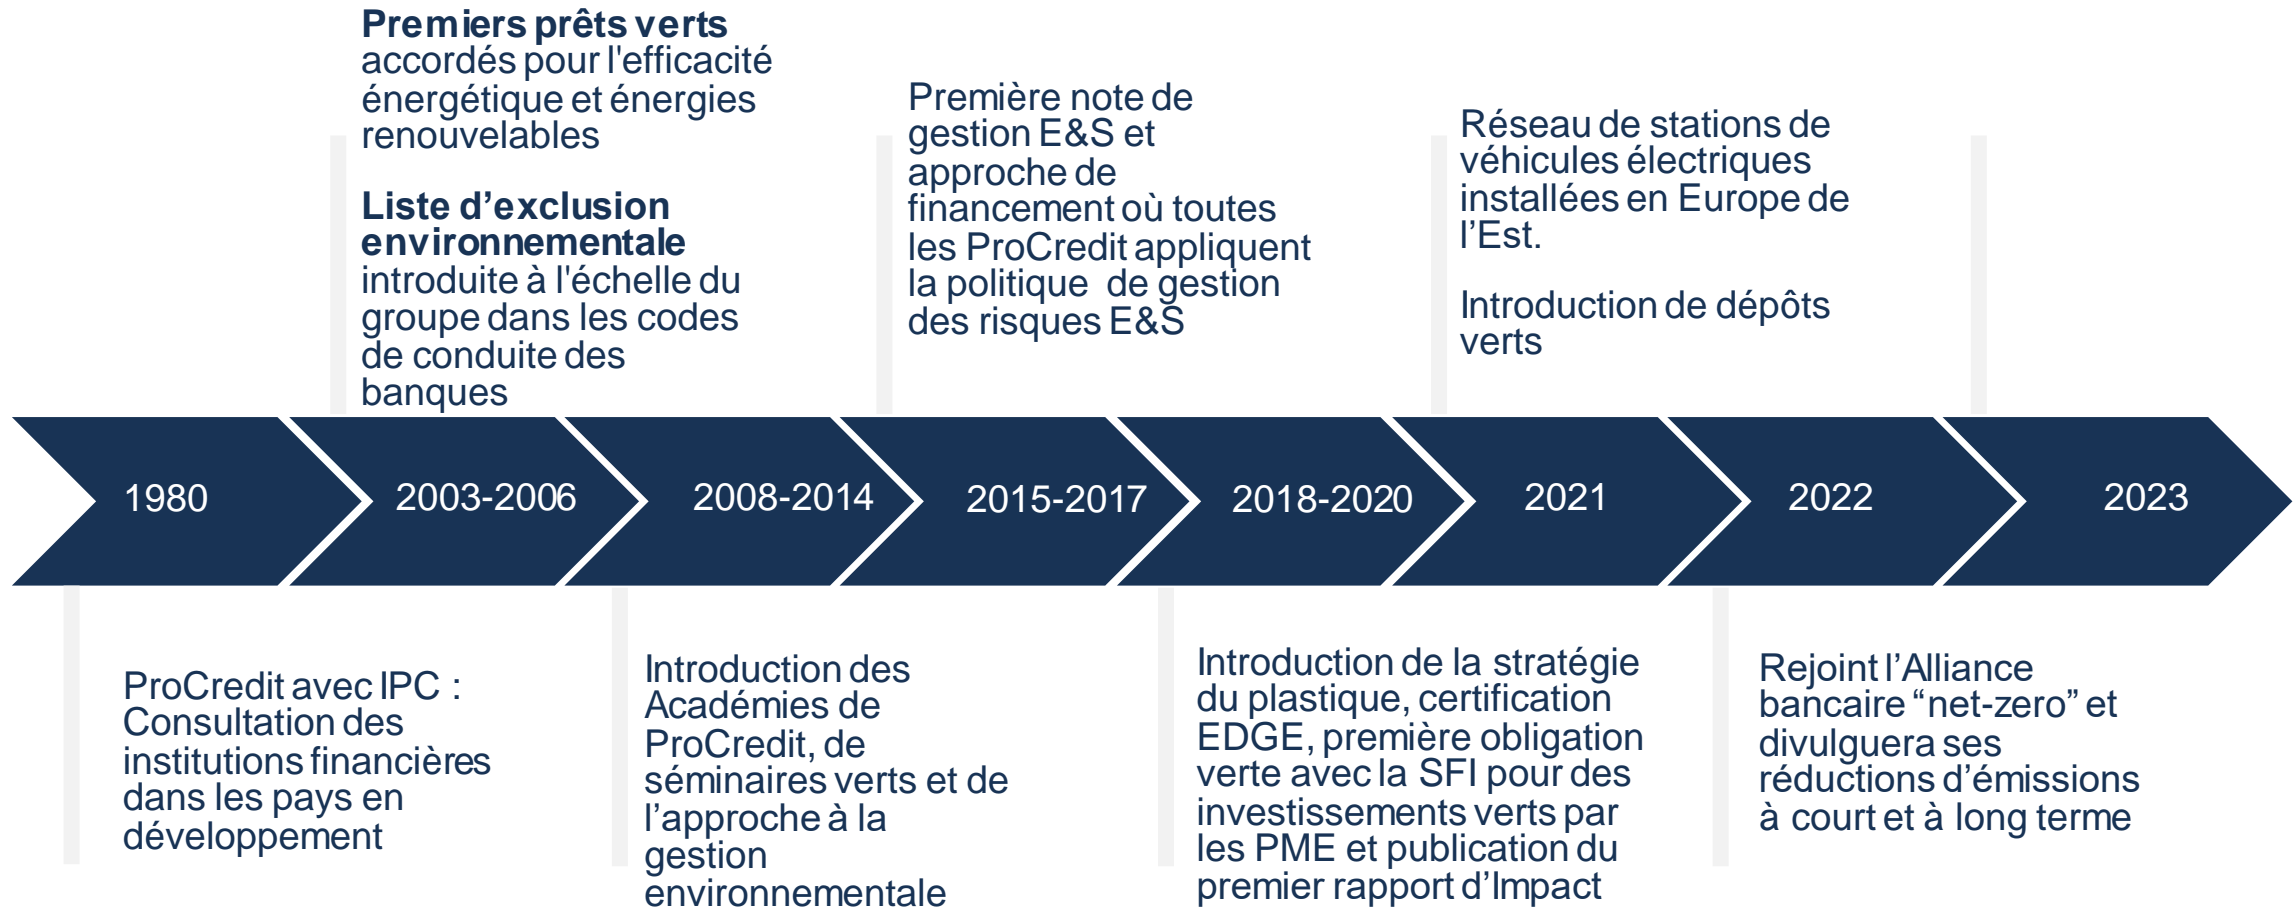 Premiers prêts verts
accordés pour l'efficacité
énergétique et énergies
renouvelables
Liste d’exclusion
environnementale
introduite à l'échelle du
groupe dans les codes
de conduite des
banques
Première note de
gestion E&S et
approche de
financement où toutes
les ProCredit appliquent
la politique de gestion
des risques E&S
Réseau de stations de
véhicules électriques
installées en Europe de
l’Est.
Introduction de dépôts
verts
1980
2003-2006
2008-2014
2015-2017
2018-2020
2021
2022
2023
ProCredit avec IPC :
Consultation des
institutions financières
dans les pays en
développement
Introduction des
Académies de
ProCredit, de
séminaires verts et de
l’approche à la
gestion
environnementale
Introduction de la stratégie
du plastique, certification
EDGE, première obligation
verte avec la SFI pour des
investissements verts par
les PME et publication du
premier rapport d’Impact
Rejoint l’Alliance
bancaire “net-zero” et
divulguera ses
réductions d’émissions
à court et à long terme